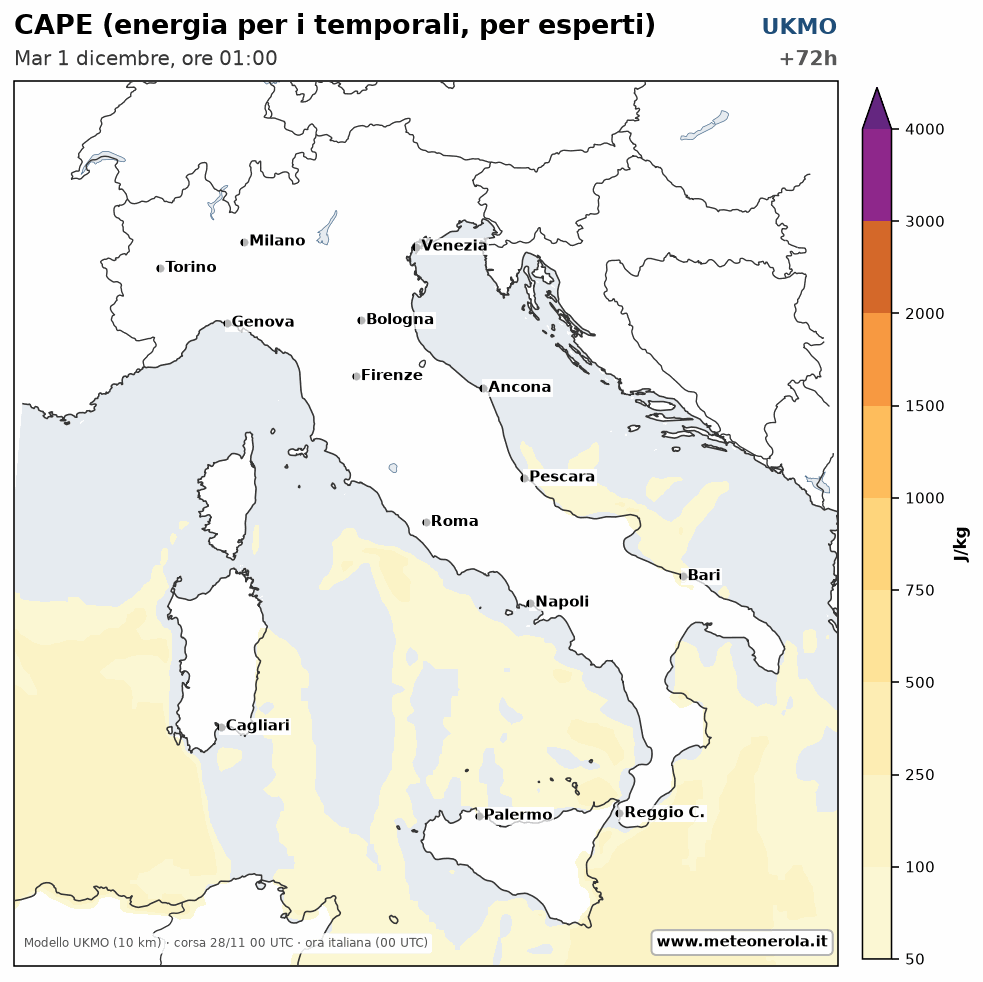 CAPE (energia per i temporali, per esperti)
UKMO
Mar 1 dicembre, ore 01:00
+72h
4000
3000
2000
1500
1000
750
500
250
100
50
J/kg
Milano
Venezia
Torino
Genova
Bologna
Firenze
Ancona
Pescara
Roma
Bari
Napoli
Cagliari
Palermo
Reggio C.
Modello UKMO (10 km) · corsa 28/11 00 UTC · ora italiana (00 UTC)
www.meteonerola.it